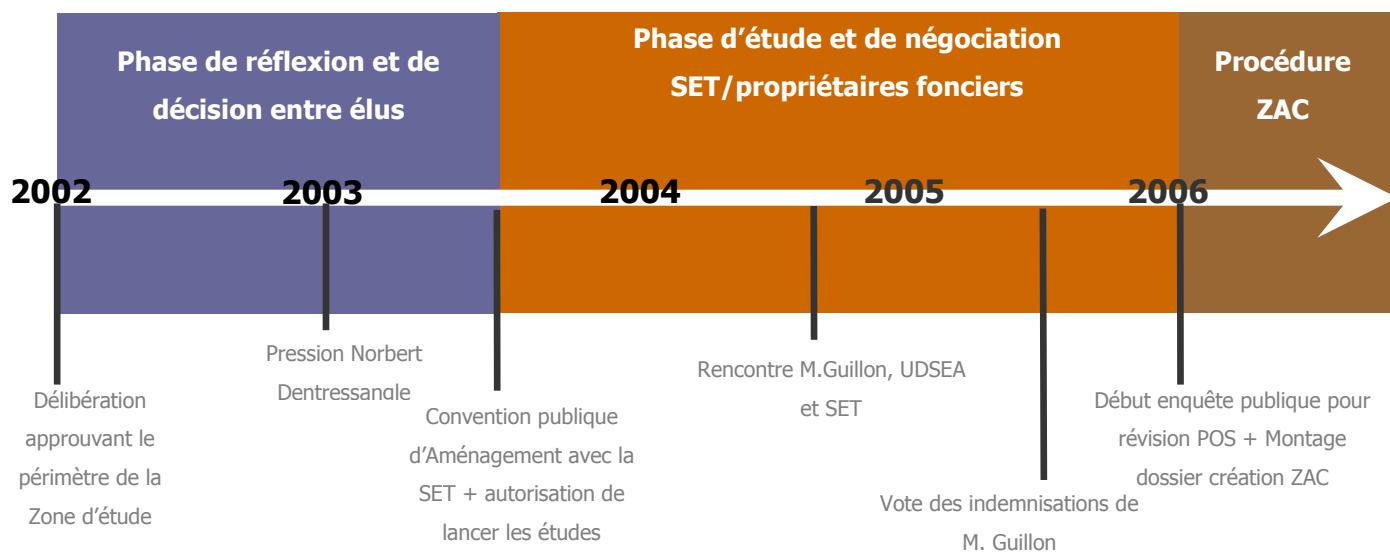 Phase de réflexion et de
décision entre élus
Phase d’étude et de négociation
SET/propriétaires fonciers
Procédure
ZAC
2002
2003
2004
2005
2006
Délibération
approuvant le
périmètre de la
Zone d’étude
Pression Norbert
Dentressangle
Convention publique
d’Aménagement avec la
SET + autorisation de
lancer les études
Rencontre M.Guillon, UDSEA
et SET
Vote des indemnisations de
M. Guillon
Début enquête publique pour
révision POS + Montage
dossier création ZAC